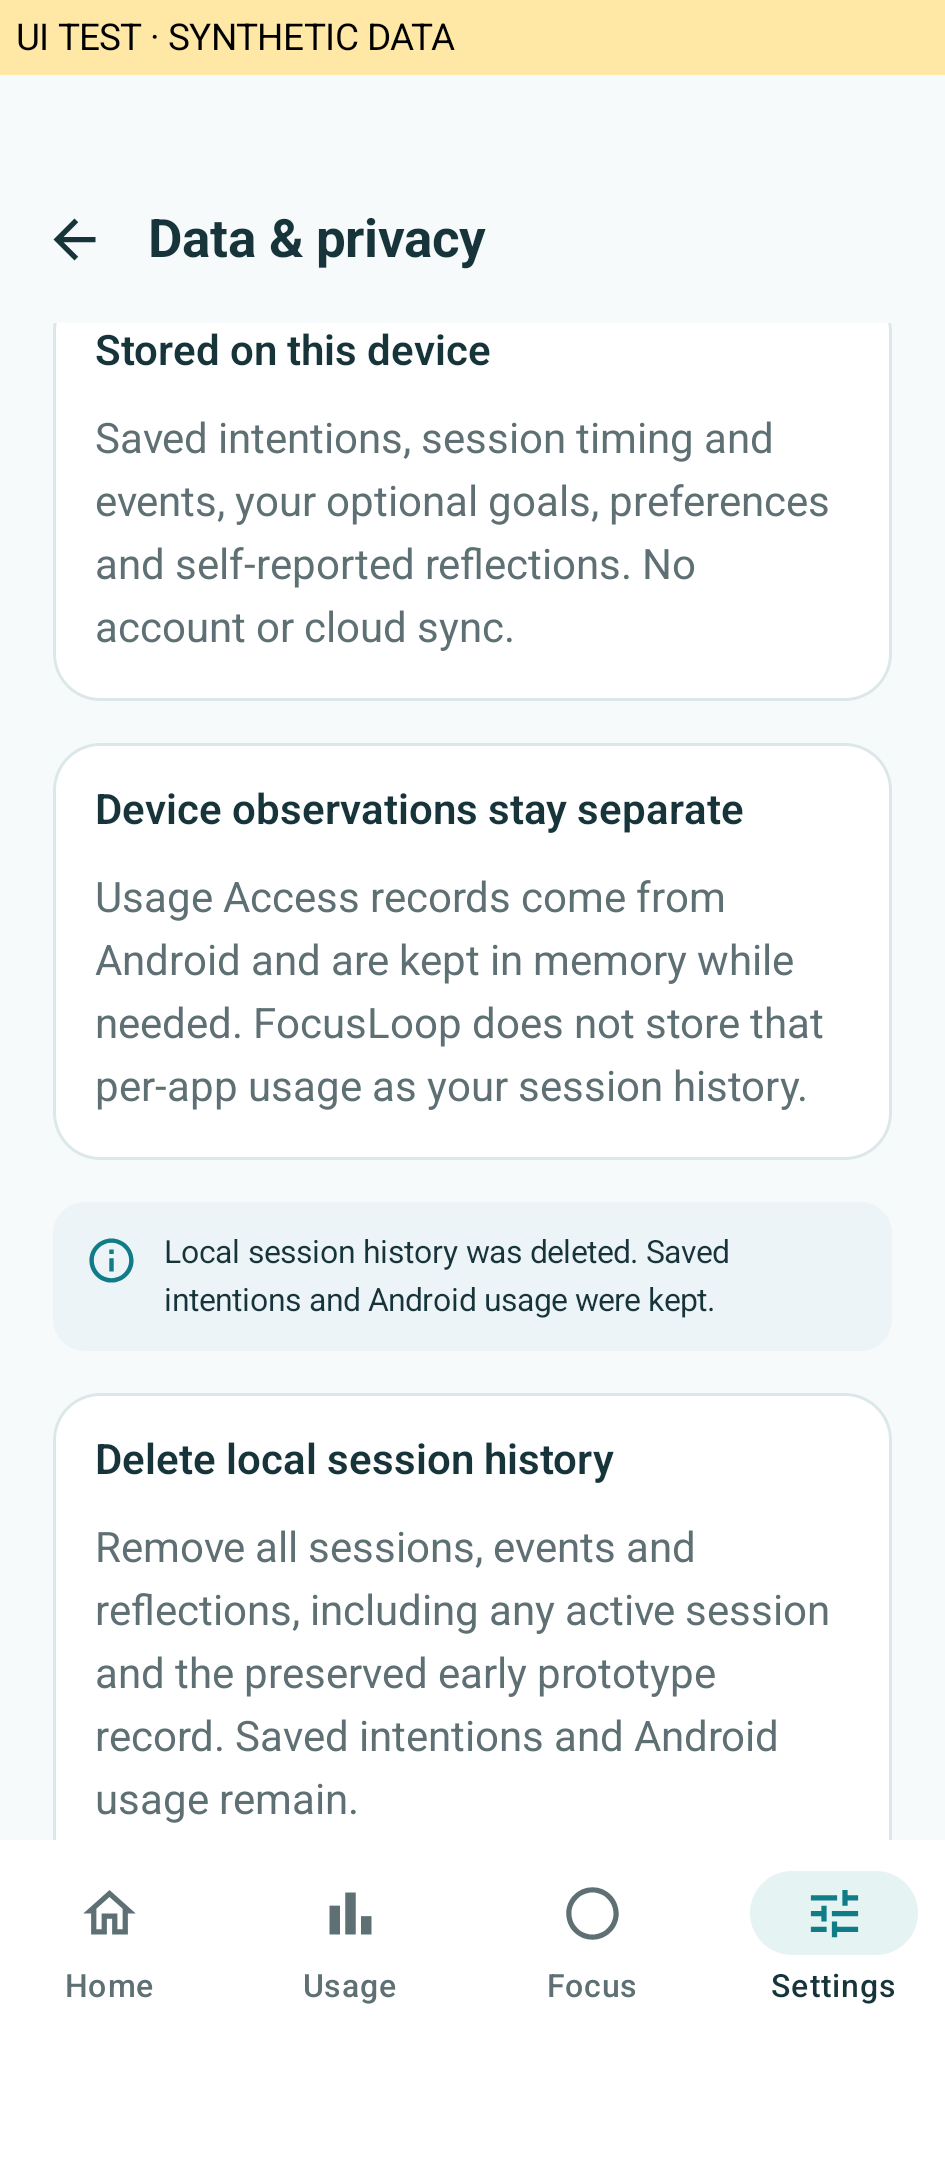 UI TEST · SYNTHETIC DATA
Data & privacy
Stored on this device
Saved intentions, session timing and
events, your optional goals, preferences
and self-reported reflections. No
account or cloud sync.
Device observations stay separate
Usage Access records come from
Android and are kept in memory while
needed. FocusLoop does not store that
per-app usage as your session history.
Local session history was deleted. Saved
intentions and Android usage were kept.
Delete local session history
Remove all sessions, events and
reflections, including any active session
and the preserved early prototype
record. Saved intentions and Android
usage remain.
Home
Usage
Focus
Settings